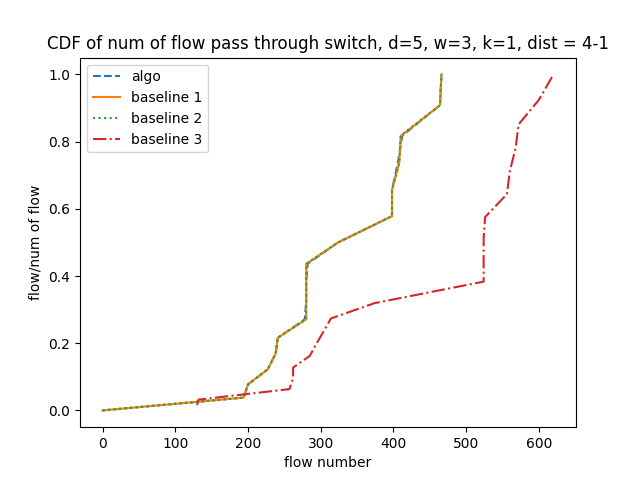 CDF of num of flow pass through switch, d=5, w=3, k=1, dist = 4-1
algo
baseline 1
baseline 2
baseline 3
1.0
0.8
0.6
0.4
0.2
0.0
flow/num of flow
0 100 200 300 400 500 600
flow number